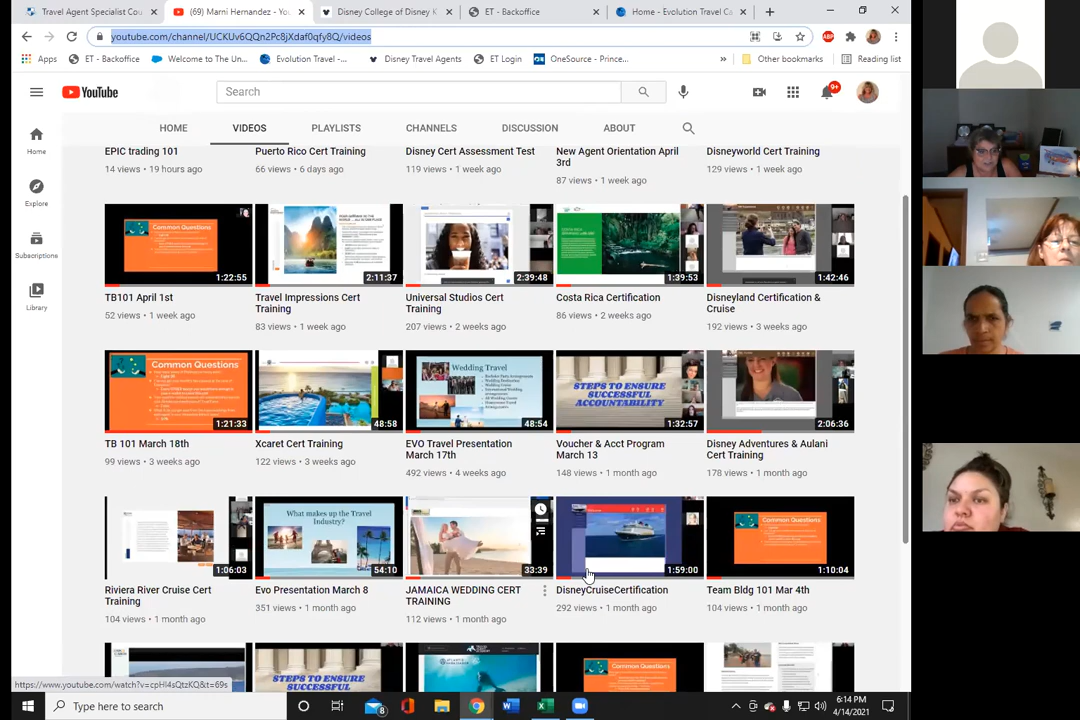 Travel Agent Specialist Cou
(69) Marni Hernandez - You
Disney College of Disney K
ET - Backoffice
Home - Evolution Travel Ca
youtube.com/channel/UCKUv6QQn2Pc8jXdaf0qfy8Q/videos
Apps
ET - Backoffice
Welcome to The Un...
Evolution Travel -...
Disney Travel Agents
ET Login
OneSource - Prince...
Other bookmarks
Reading list
YouTube
Search
9+
HOME
VIDEOS
PLAYLISTS
CHANNELS
DISCUSSION
ABOUT
Home
Explore
Subscriptions
Library
EPIC trading 101
14 views • 19 hours ago
Puerto Rico Cert Training
66 views • 6 days ago
Disney Cert Assessment Test
119 views • 1 week ago
New Agent Orientation April
3rd
87 views • 1 week ago
Disneyworld Cert Training
129 views • 1 week ago
Common Questions
1:22:55
2:11:37
2:39:48
1:39:53
1:42:46
TB101 April 1st
52 views • 1 week ago
Travel Impressions Cert
Training
83 views • 1 week ago
Universal Studios Cert
Training
207 views • 2 weeks ago
Costa Rica Certification
86 views • 2 weeks ago
Disneyland Certification &
Cruise
192 views • 3 weeks ago
Common Questions
1:21:33
48:58
Wedding Travel
48:54
STEPS TO ENSURE
SUCCESSFUL
ACCOUNTABILITY
1:32:57
2:06:36
TB 101 March 18th
99 views • 3 weeks ago
Xcaret Cert Training
122 views • 3 weeks ago
EVO Travel Presentation
March 17th
492 views • 4 weeks ago
Voucher & Acct Program
March 13
148 views • 1 month ago
Disney Adventures & Aulani
Cert Training
178 views • 1 month ago
1:06:03
What makes up the Travel
Industry?
54:10
33:39
1:59:00
Common Questions
1:10:04
Riviera River Cruise Cert
Training
104 views • 1 month ago
Evo Presentation March 8
351 views • 1 month ago
JAMAICA WEDDING CERT
TRAINING
112 views • 1 month ago
DisneyCruiseCertification
292 views • 1 month ago
Team Bldg 101 Mar 4th
104 views • 1 month ago
STEPS TO ENSURE
SUCCESSFUL
Common Questions
https://www.youtube.com/watch?v=cpHl4sQtzKQ&t=69s
Type here to search
8
6:14 PM
4/14/2021